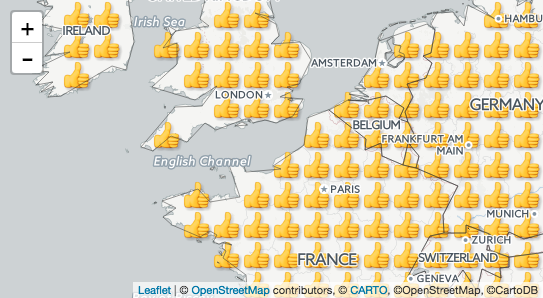 Irish Sea
HAMBU
IRELAND
+
-
AMSTERDAM
LONDON
GERMANY
BELGIUM
FRANKFURT AM
MAIN
English Channel
PARIS
MUNICH
ZURICH
FRANCE
SWITZERLAND
GENEVA
Leaflet | © OpenStreetMap contributors, © CARTO, ©OpenStreetMap, ©CartoDB